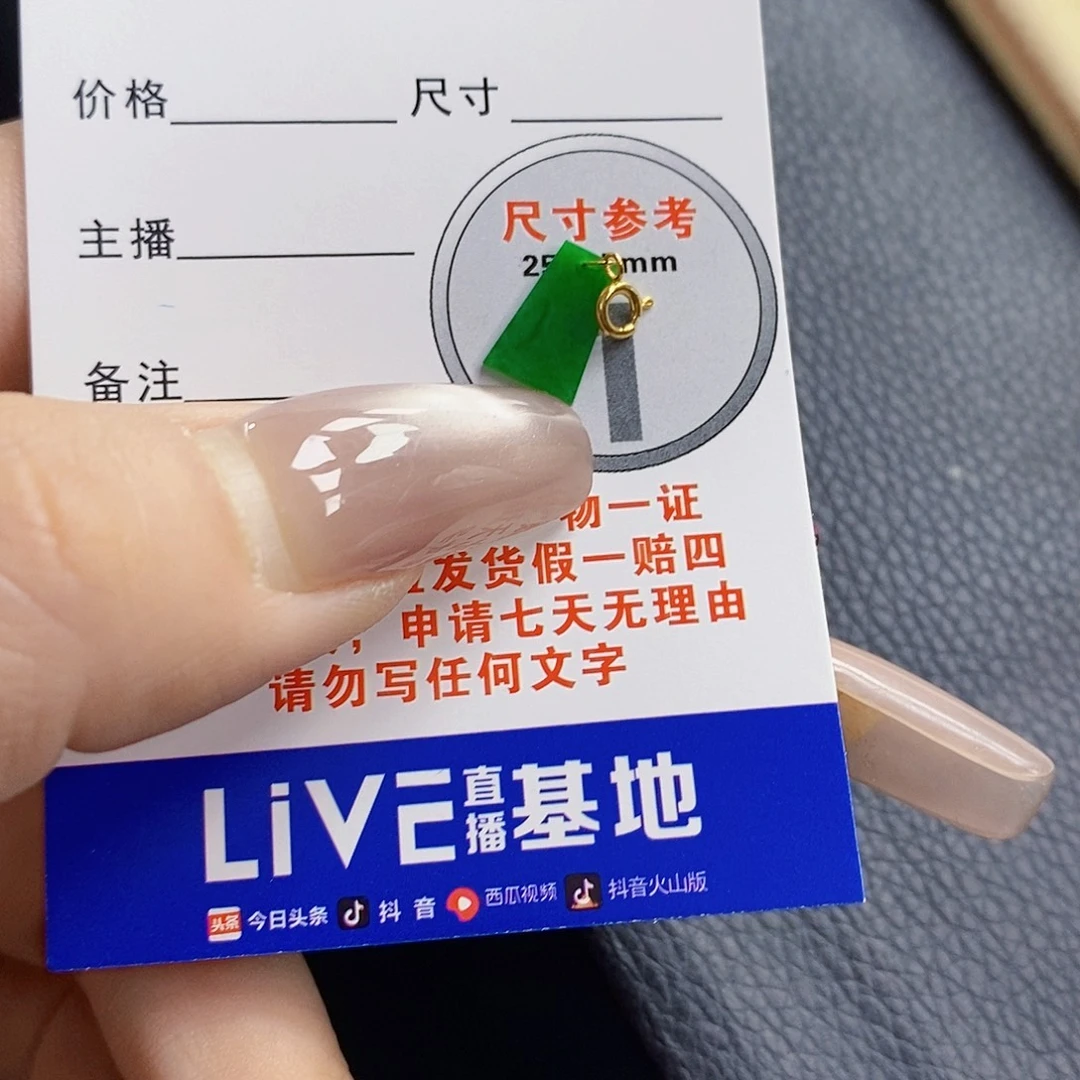 价格 尺寸
主播
尺寸参考
25 mm
备注
物一证
发货假一赔四
,申请七天无理由
请勿写任何文字
LiVE直播基地
头条 今日头条 抖音 西瓜视频 抖音火山版